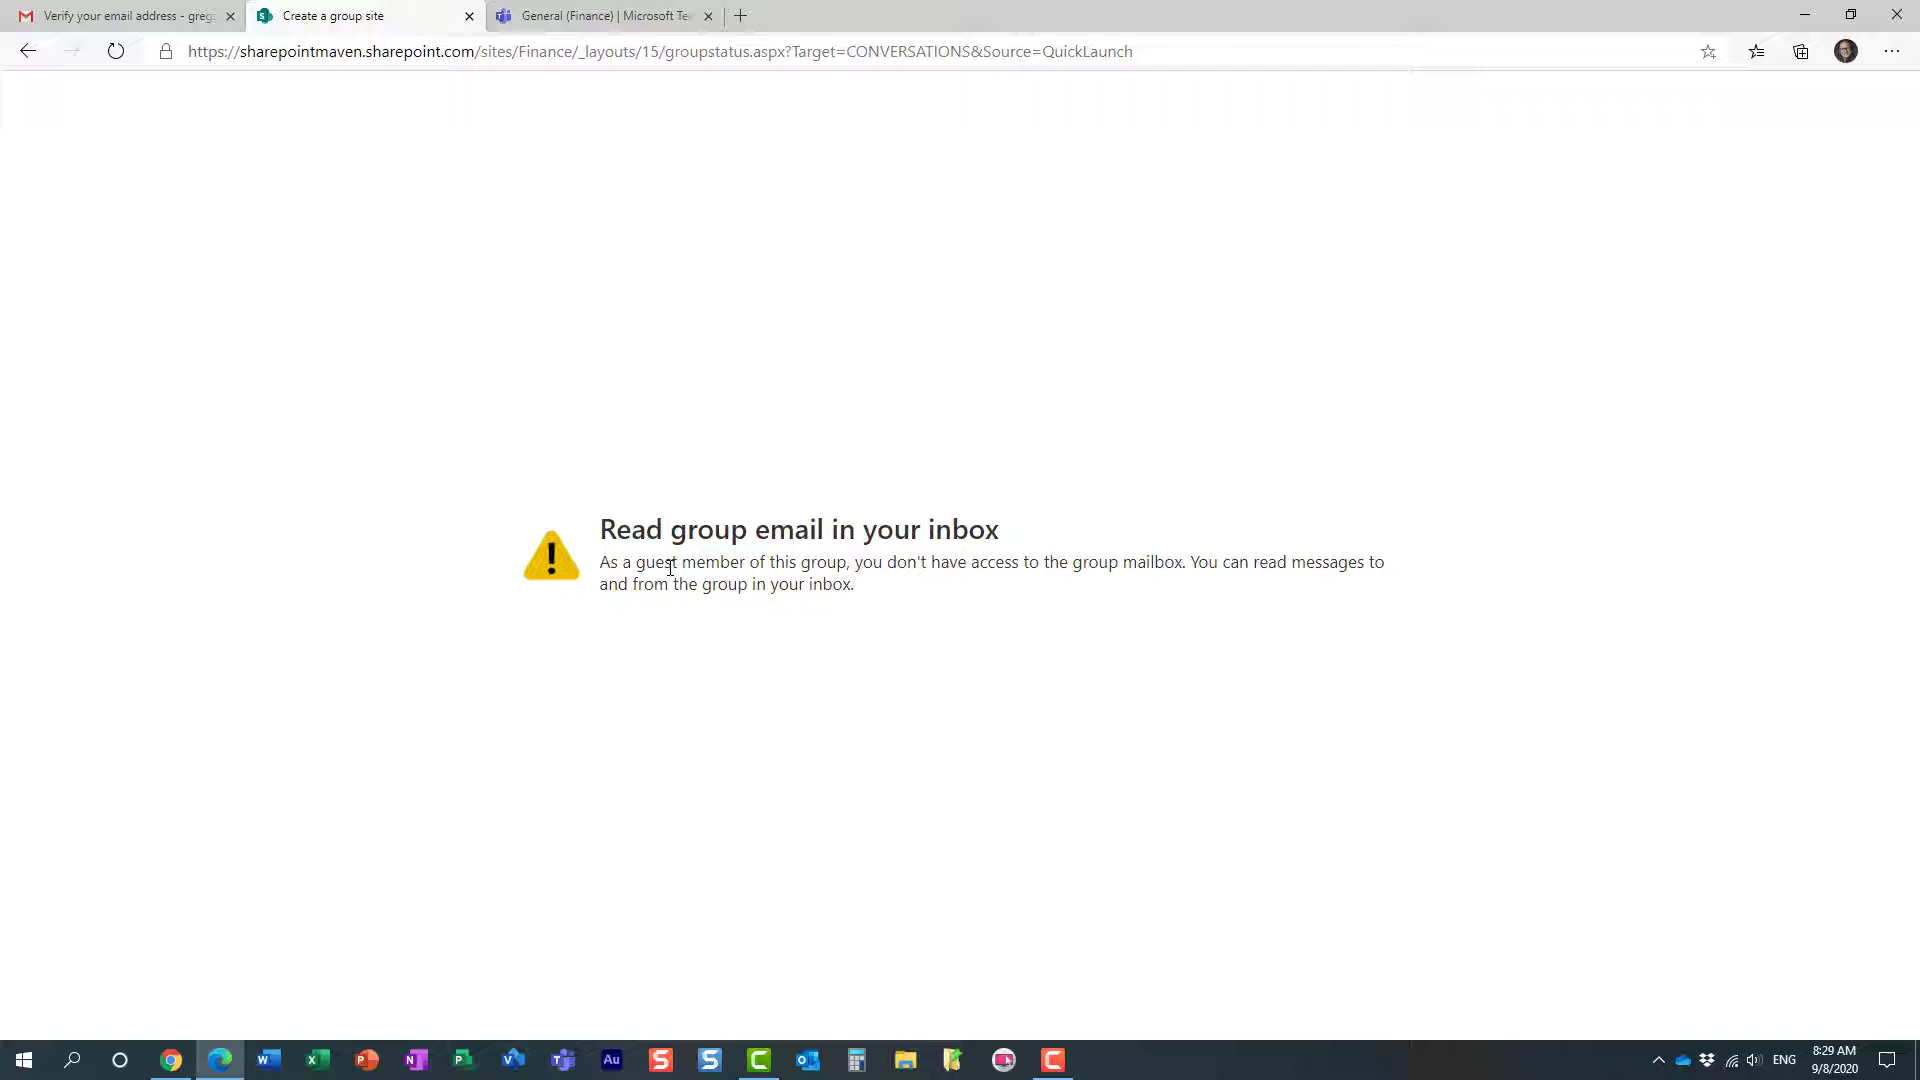 Verify your email address - greg
Create a group site
General (Finance) | Microsoft Te
https://sharepointmaven.sharepoint.com/sites/Finance/_layouts/15/groupstatus.aspx?Target=CONVERSATIONS&Source=QuickLaunch
Read group email in your inbox
As a guest member of this group, you don't have access to the group mailbox. You can read messages to
and from the group in your inbox.
ENG
8:29 AM
9/8/2020